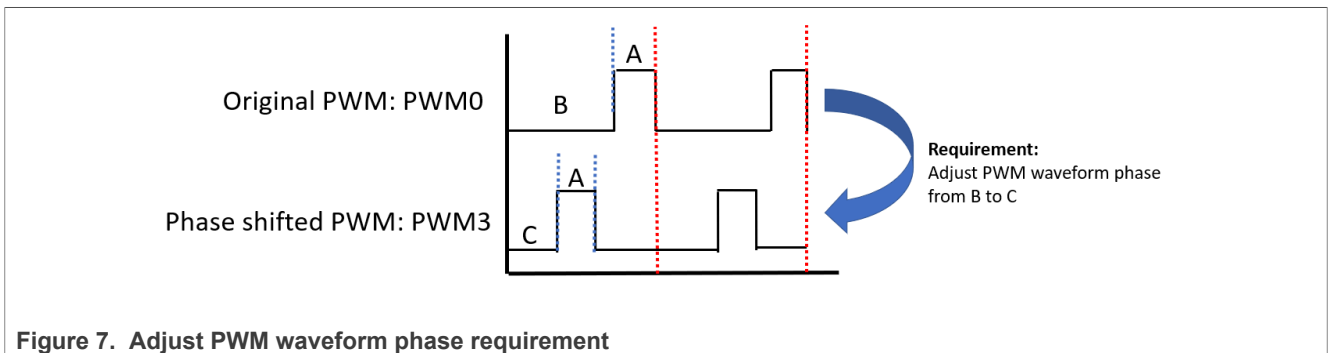 A
Original PWM: PWM0
B
Requirement:
Adjust PWM waveform phase
from B to C
A
Phase shifted PWM: PWM3
C
Figure 7. Adjust PWM waveform phase requirement